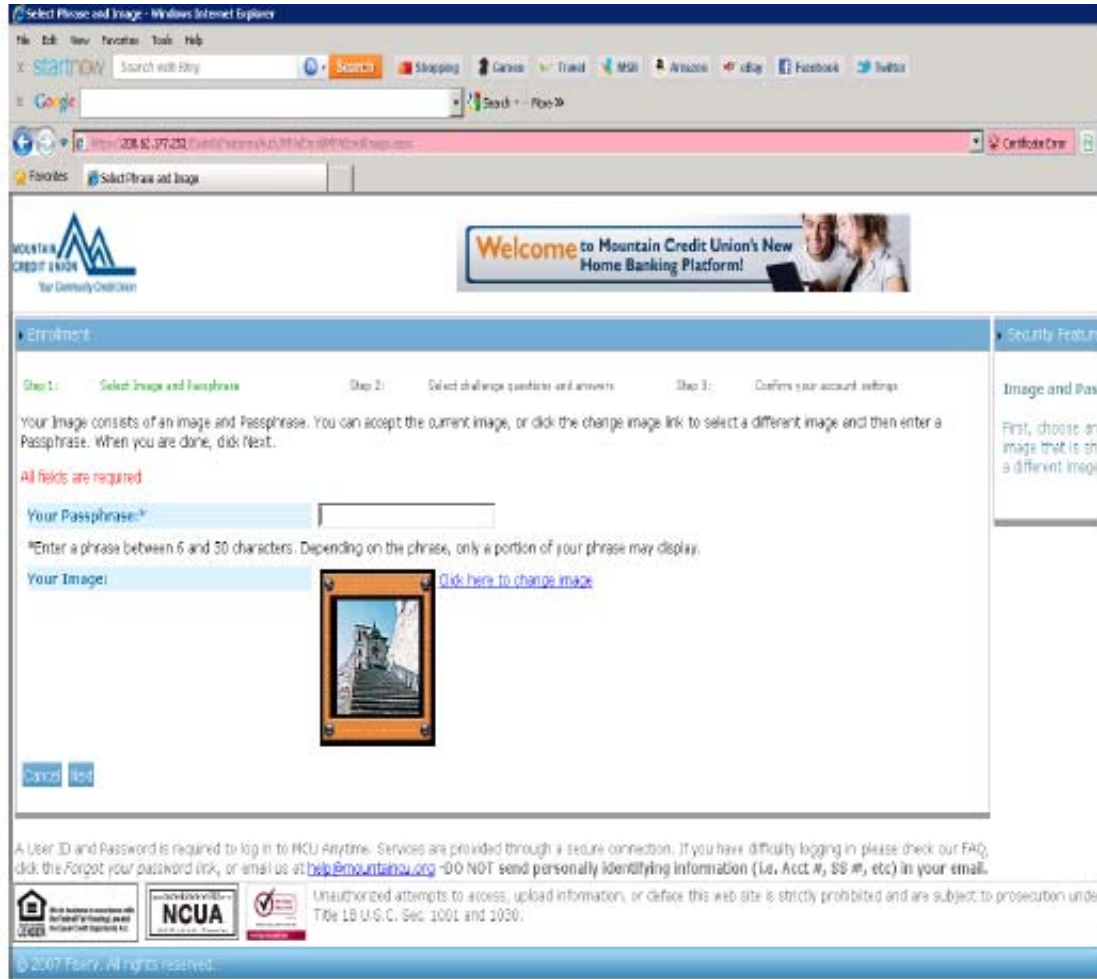 Select Phrase and Image - Windows Internet Explorer
File Edit View Favorites Tools Help
x startnow Search with Bing Search Shopping Games Travel MSN Amazon eBay Facebook Twitter
x Google Search More >>
Certificate Error
Favorites Select Phrase and Image
MOUNTAIN CREDIT UNION
Your Community Credit Union
Welcome to Mountain Credit Union's New
Home Banking Platform!
Enrollment
Security Featur
Step 1: Select Image and Passphrase Step 2: Select challenge questions and answers Step 3: Confirm your account settings
Image and Pas
Your Image consists of an image and Passphrase. You can accept the current image, or click the change image link to select a different image and then enter a
Passphrase. When you are done, click Next.
First, choose an
image that is sh
a different image
All fields are required
Your Passphrase:*
*Enter a phrase between 6 and 30 characters. Depending on the phrase, only a portion of your phrase may display.
Your Image:
Click here to change image
Cancel Next
A User ID and Password is required to log in to MCU Anytime. Services are provided through a secure connection. If you have difficulty logging in please check our FAQ,
click the Forgot your password link, or email us at help@mountaincu.org -DO NOT send personally identifying information (i.e. Acct #, SS #, etc) in your email.
LENDER
NCUA
Unauthorized attempts to access, upload information, or deface this web site is strictly prohibited and are subject to prosecution unde
Title 18 U.S.C. Sec. 1001 and 1030.
© 2007 Fiserv. All rights reserved.